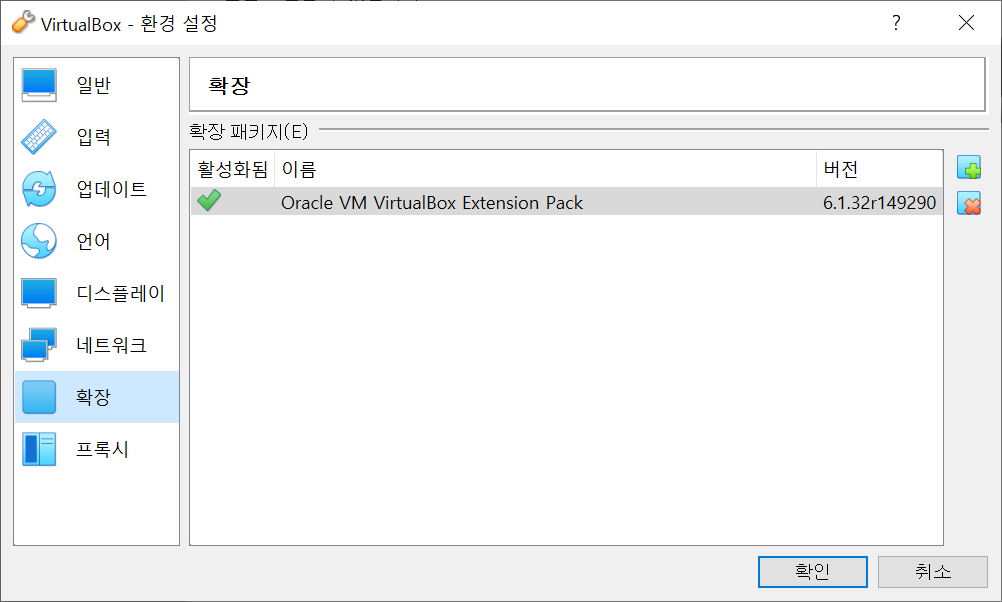 VirtualBox - 환경 설정
?
일반
입력
업데이트
언어
디스플레이
네트워크
확장
프록시
확장
확장 패키지(E)
활성화됨 이름 버전
Oracle VM VirtualBox Extension Pack 6.1.32r149290
확인 취소